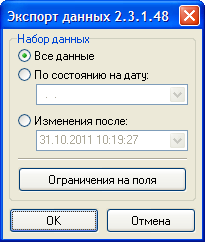 Экспорт данных 2.3.1.48
Набор данных
Все данные
По состоянию на дату:
. .
Изменения после:
31.10.2011 10:19:27
Ограничения на поля
OK
Отмена